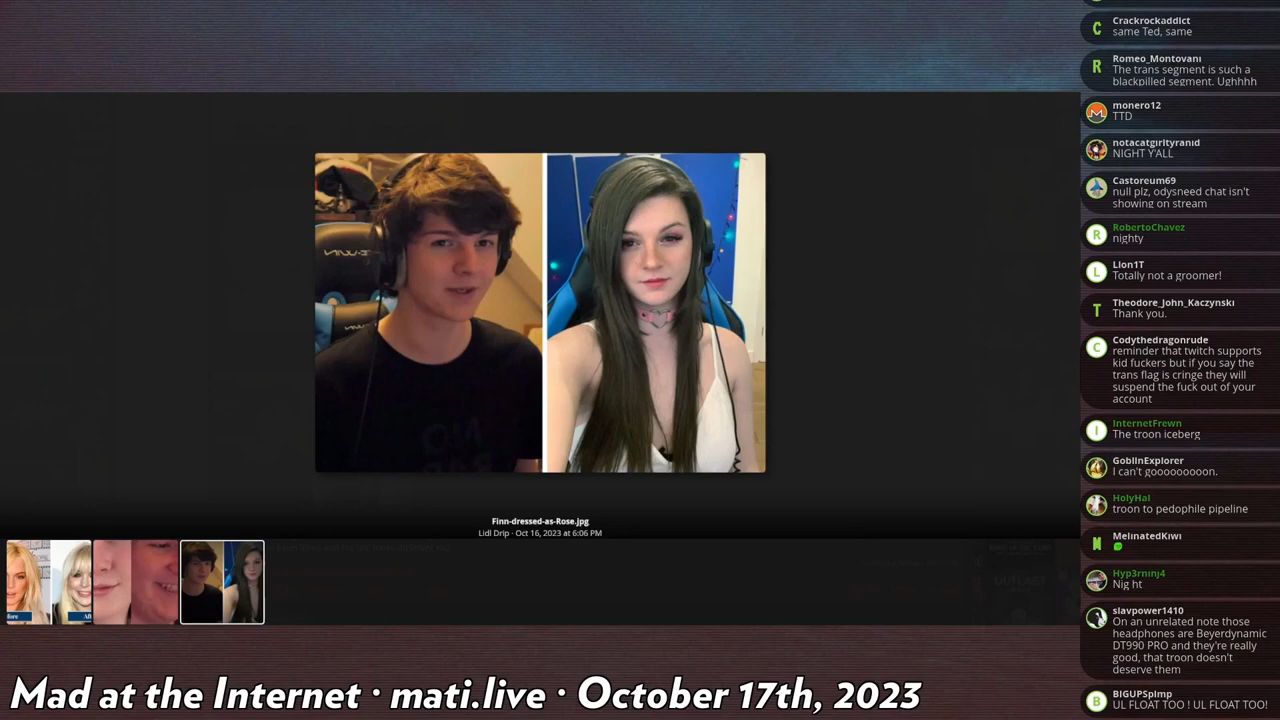 Crackrockaddict
same Ted, same
Romeo_Montovani
The trans segment is such a
blackpilled segment. Ughhhh
monero12
TTD
notacatgirltyranid
NIGHT Y'ALL
Castoreum69
null plz, odysneed chat isn't
showing on stream
RobertoChavez
nighty
Lion1T
Totally not a groomer!
Theodore_John_Kaczynski
Thank you.
Codythedragonrude
reminder that twitch supports
kid fuckers but if you say the
trans flag is cringe they will
suspend the fuck out of your
account
InternetFrewn
The troon iceberg
GoblinExplorer
I can't gooooooooon.
HolyHal
troon to pedophile pipeline
MelinatedKiwi
Hyp3rninj4
Nig ht
slavpower1410
On an unrelated note those
headphones are Beyerdynamic
DT990 PRO and they're really
good, that troon doesn't
deserve them
BIGUPSpImp
UL FLOAT TOO ! UL FLOAT TOO!
Finn-dressed-as-Rose.jpg
Lidl Drip · Oct 16, 2023 at 6:06 PM
Mad at the Internet · mati.live · October 17th, 2023